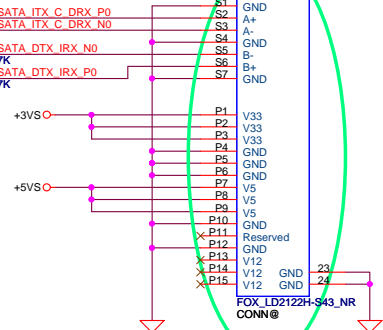 S1 GND
SATA_ITX_C_DRX_P0 S2 A+
SATA_ITX_C_DRX_N0 S3 A-
S4 GND
SATA_DTX_IRX_N0 S5 B-
7K
S6 B+
SATA_DTX_IRX_P0 S7 GND
7K
+3VS P1 V33
P2 V33
P3 V33
P4 GND
P5 GND
P6 GND
+5VS P7 V5
P8 V5
P9 V5
P10 GND
P11 Reserved
P12 GND
P13 V12
P14 V12 GND 23
P15 V12 GND 24
FOX_LD2122H-S43_NR
CONN@